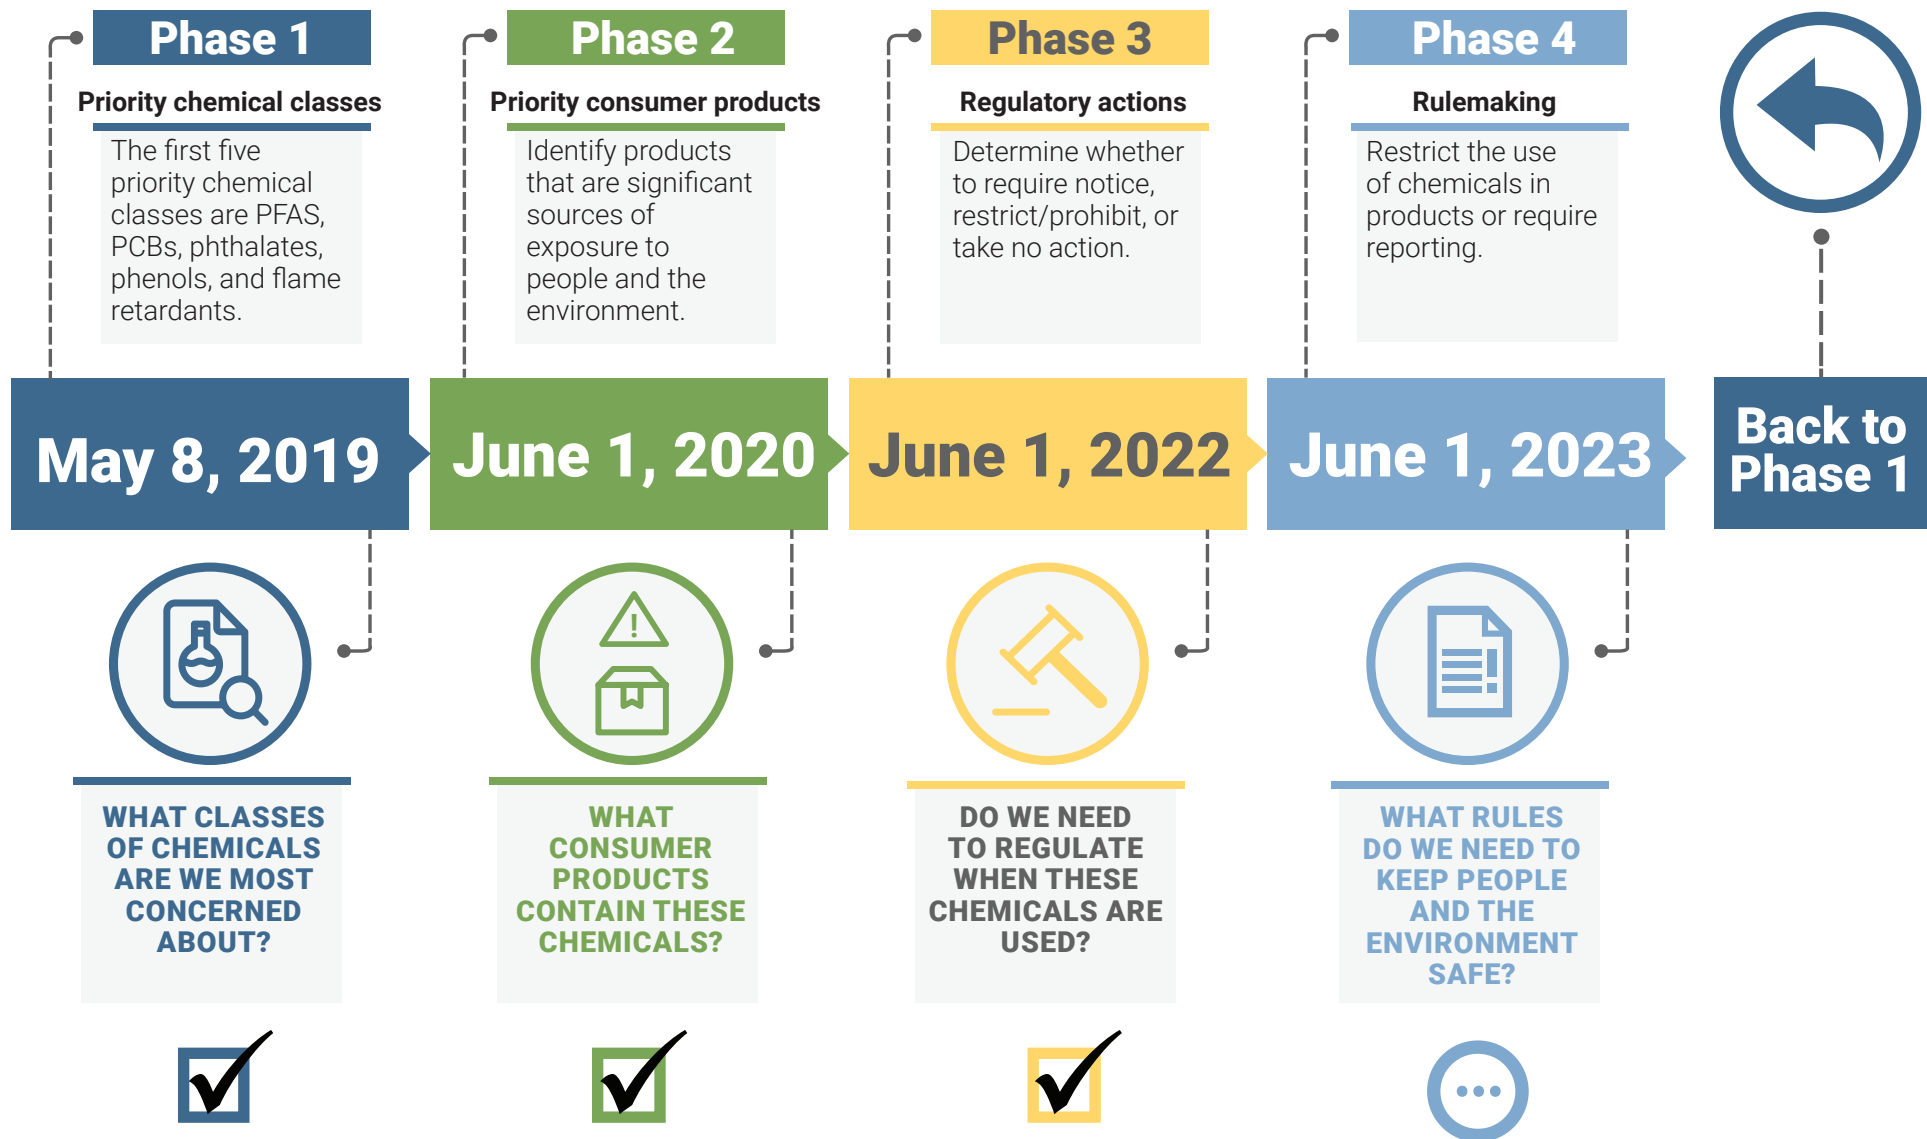 Phase 1
Priority chemical classes
The first five
priority chemical
classes are PFAS,
PCBs, phthalates,
phenols, and flame
retardants.
Phase 2
Priority consumer products
Identify products
that are significant
sources of
exposure to
people and the
environment.
Phase 3
Regulatory actions
Determine whether
to require notice,
restrict/prohibit, or
take no action.
Phase 4
Rulemaking
Restrict the use
of chemicals in
products or require
reporting.
May 8, 2019
June 1, 2020
June 1, 2022
June 1, 2023
Back to
Phase 1
WHAT CLASSES
OF CHEMICALS
ARE WE MOST
CONCERNED
ABOUT?
WHAT
CONSUMER
PRODUCTS
CONTAIN THESE
CHEMICALS?
DO WE NEED
TO REGULATE
WHEN THESE
CHEMICALS ARE
USED?
WHAT RULES
DO WE NEED TO
KEEP PEOPLE
AND THE
ENVIRONMENT
SAFE?